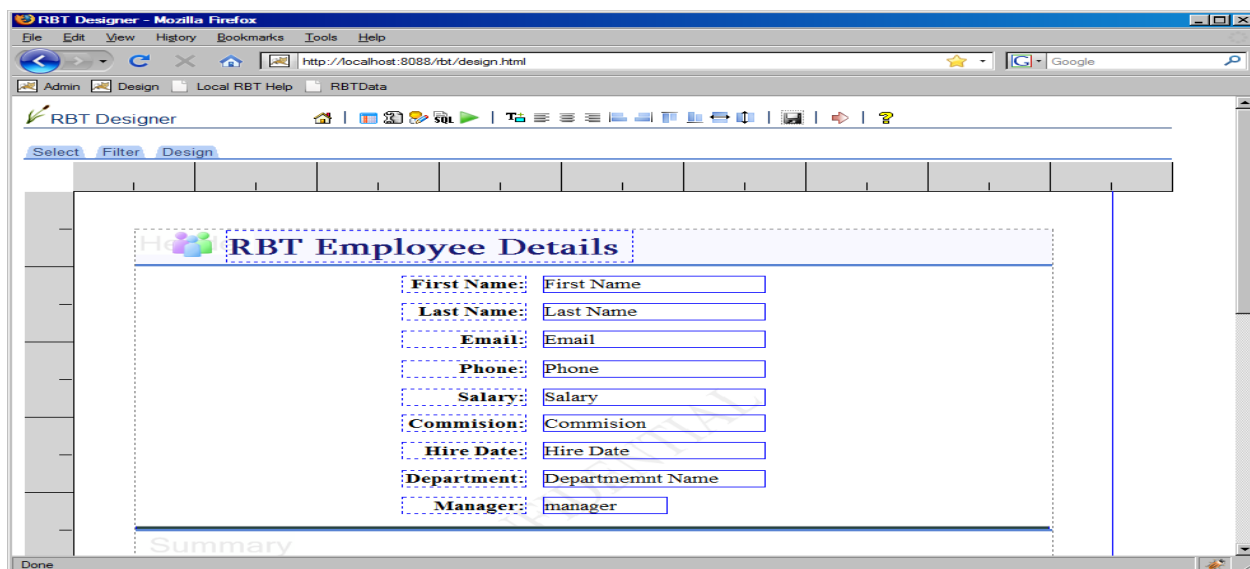 RBT Designer - Mozilla Firefox
File Edit View History Bookmarks Tools Help
http://localhost:8088/rbt/design.html G Google
Admin Design Local RBT Help RBTData
RBT Designer SQL T ?
Select Filter Design
RBT Employee Details
First Name: First Name
Last Name: Last Name
Email: Email
Phone: Phone
Salary: Salary
Commision: Commision
Hire Date: Hire Date
Department: Departmemnt Name
Manager: manager
Summary
Done